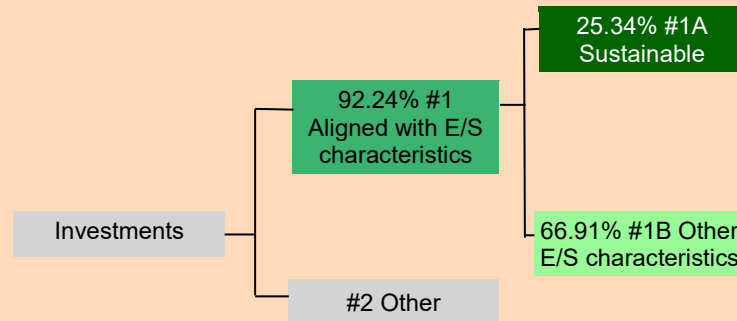 25.34% #1A
Sustainable
92.24% #1
Aligned with E/S
characteristics
Investments
66.91% #1B Other
E/S characteristics
#2 Other